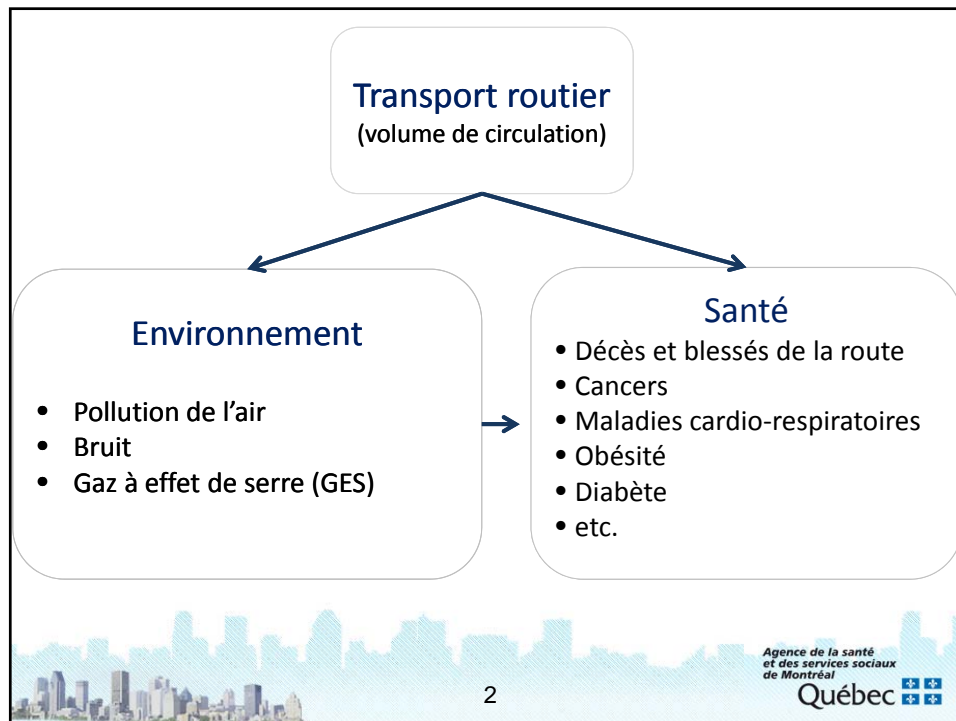 Transport routier
(volume de circulation)
Environnement
• Pollution de l’air
• Bruit
• Gaz à effet de serre (GES)
Santé
• Décès et blessés de la route
• Cancers
• Maladies cardio-respiratoires
• Obésité
• Diabète
• etc.
2
Agence de la santé
et des services sociaux
de Montréal
Québec